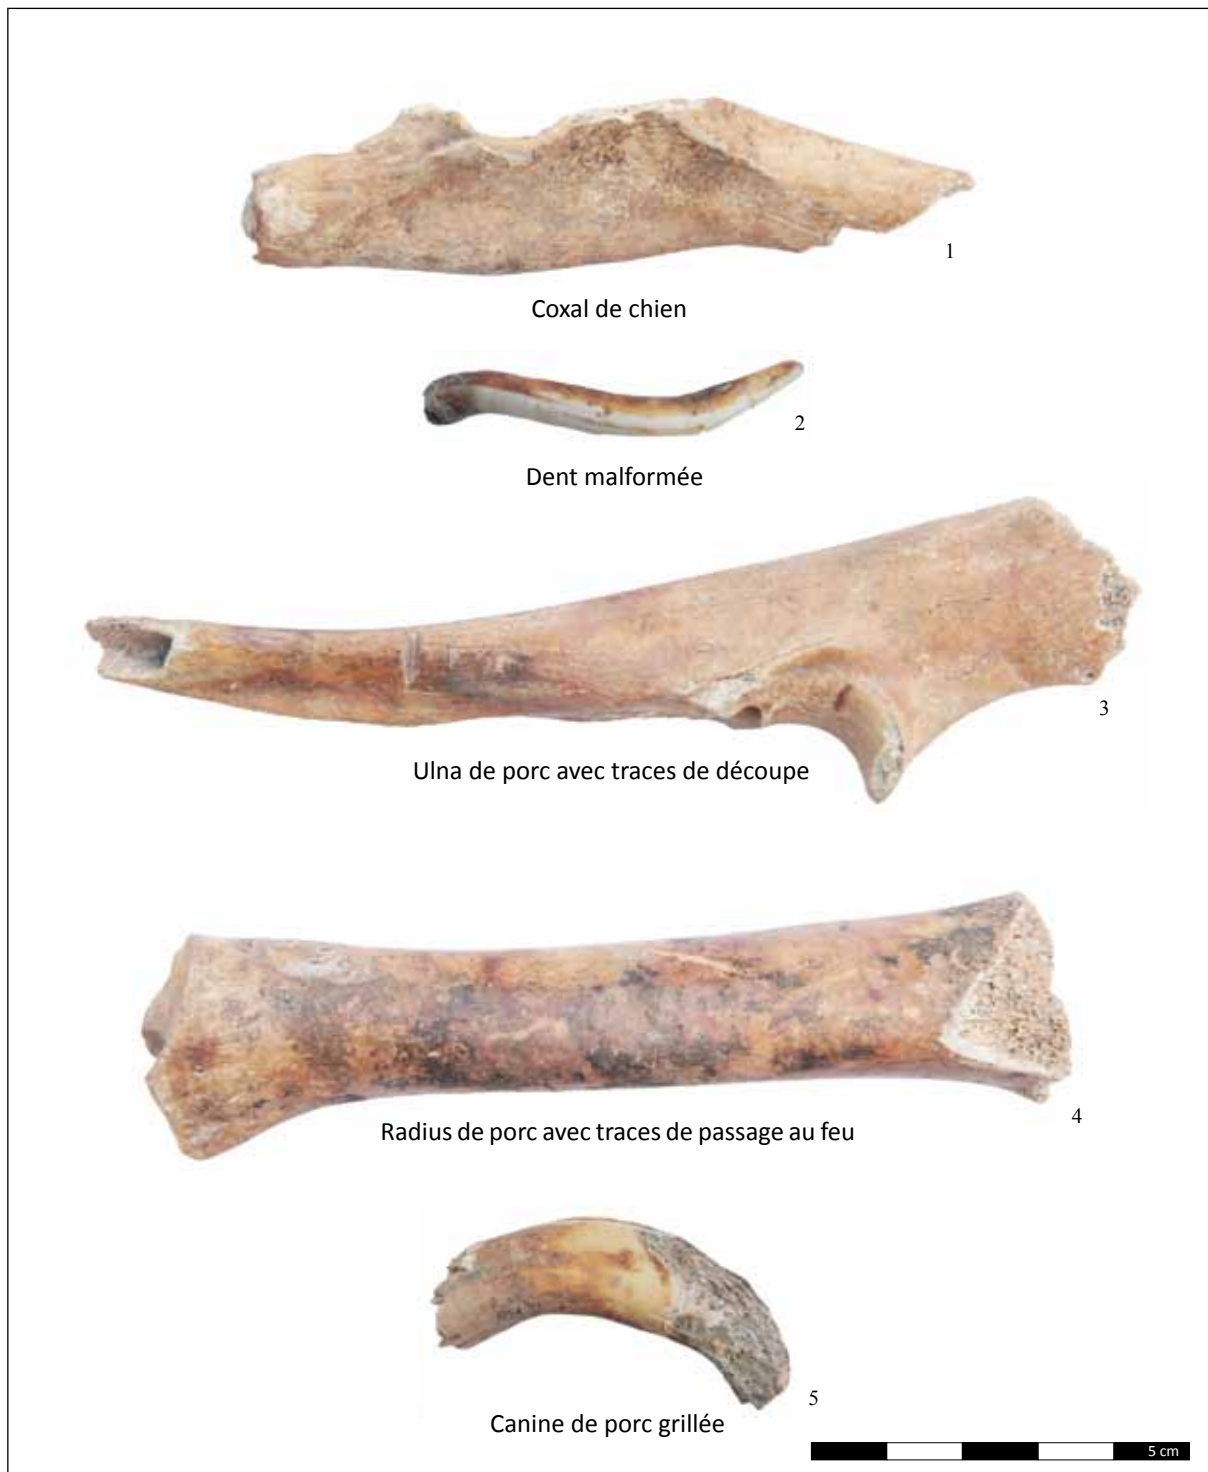 1
Coxal de chien
2
Dent malformée
3
Ulna de porc avec traces de découpe
4
Radius de porc avec traces de passage au feu
5
Canine de porc grillée
5 cm